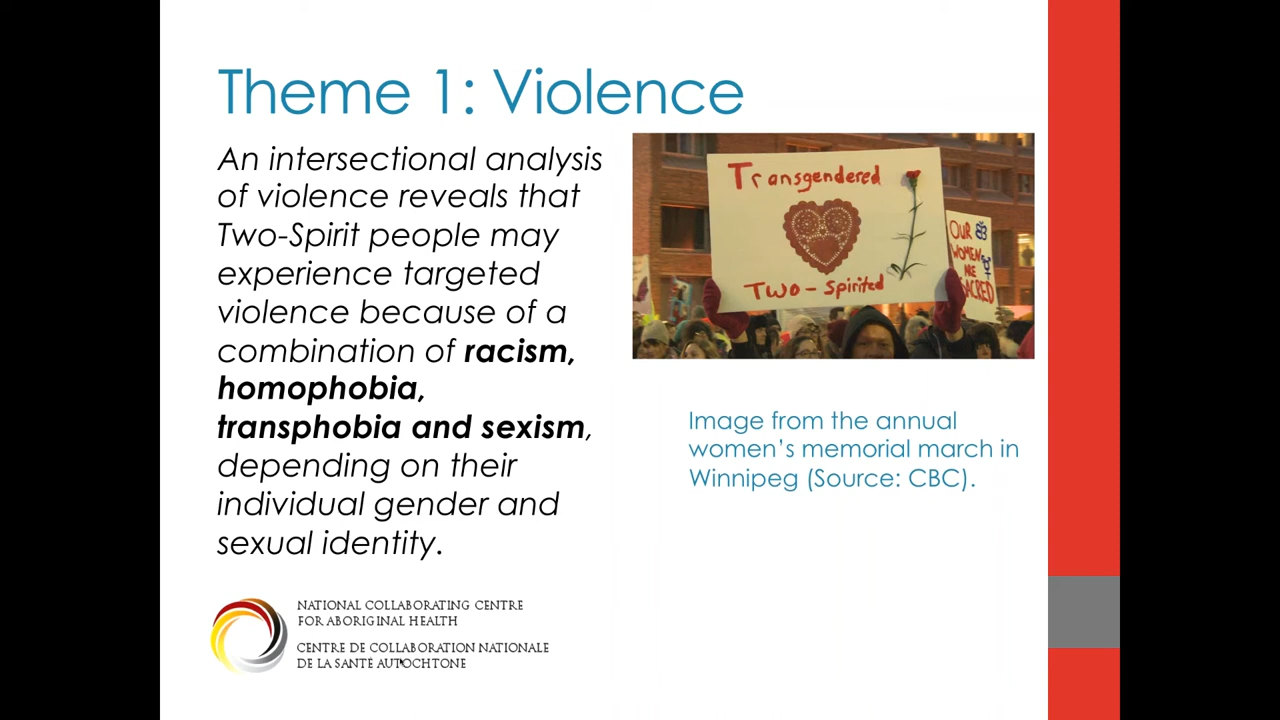 Theme 1: Violence
An intersectional analysis
of violence reveals that
Two-Spirit people may
experience targeted
violence because of a
combination of racism,
homophobia,
transphobia and sexism,
depending on their
individual gender and
sexual identity.
Transgendered
Two-Spirited
OUR
WOMEN
ARE
SACRED
Image from the annual
women's memorial march in
Winnipeg (Source: CBC).
NATIONAL COLLABORATING CENTRE
FOR ABORIGINAL HEALTH
CENTRE DE COLLABORATION NATIONALE
DE LA SANTÉ AUTOCHTONE